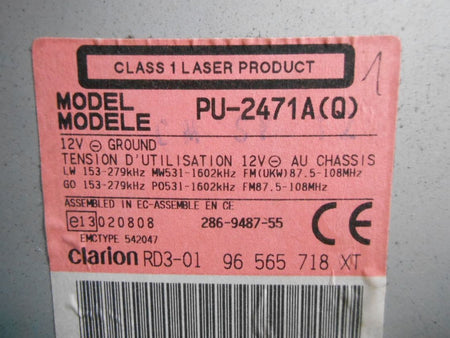 CLASS 1 LASER PRODUCT
1
MODEL
MODELE PU-2471A(Q)
12V ⊖ GROUND
TENSION D'UTILISATION 12V ⊖ AU CHASSIS
LW 153-279kHz MW531-1602kHz FM(UKW)87.5-108MHz
GO 153-279kHz PO531-1602kHz FM87.5-108MHz
ASSEMBLED IN EC-ASSEMBLE EN CE
e13 020808 286-9487-55 CE
EMCTYPE 542047
clarion RD3-01 96 565 718 XT